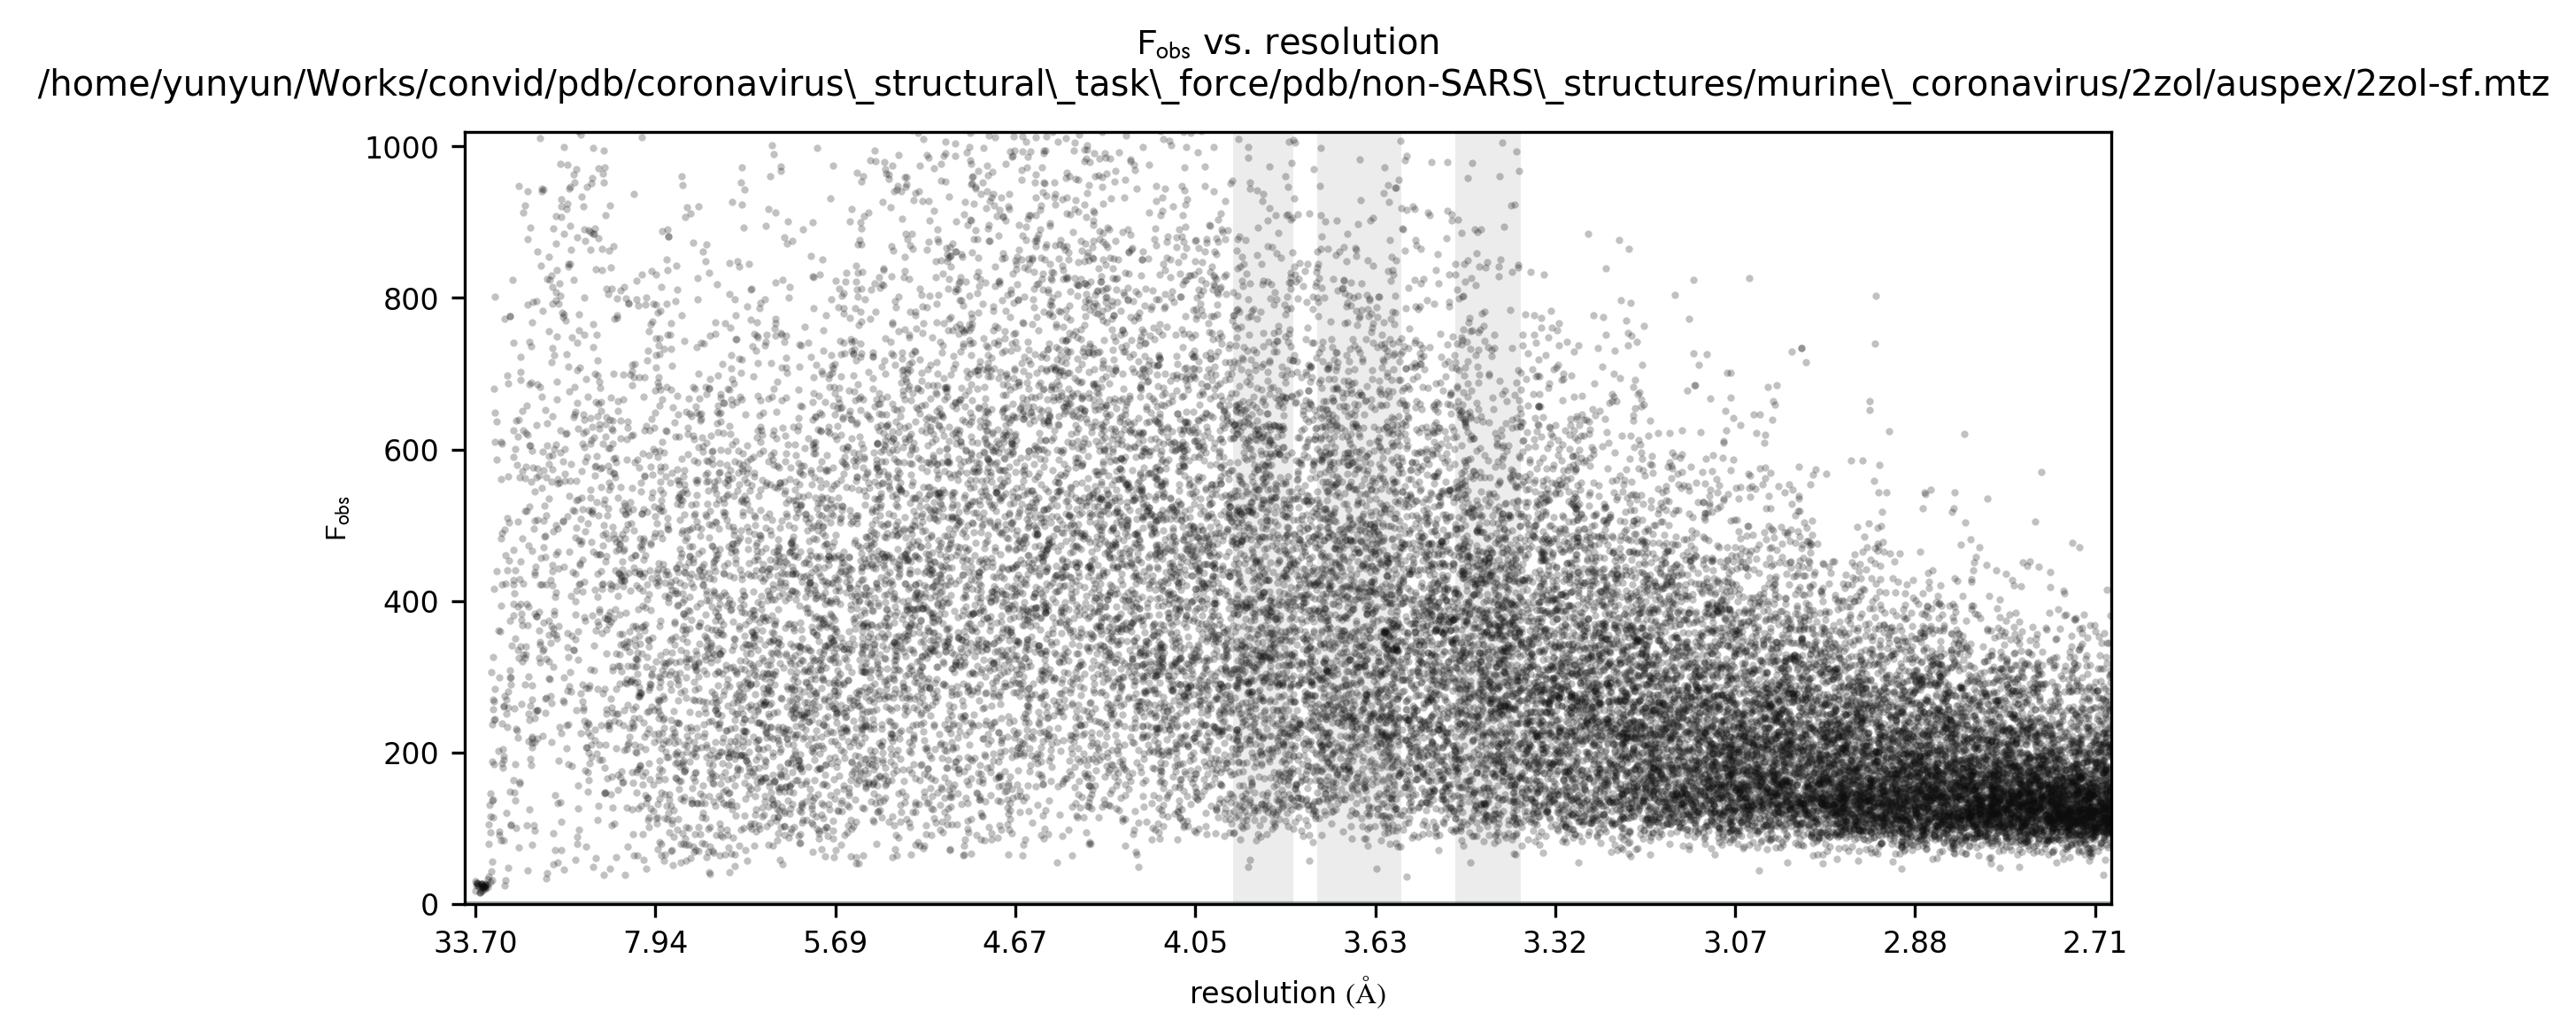 F_obs vs. resolution
/home/yunyun/Works/convid/pdb/coronavirus\_structural\_task\_force/pdb/non-SARS\_structures/murine\_coronavirus/2zol/auspex/2zol-sf.mtz
1000
800
600
400
200
0
F_obs
33.70 7.94 5.69 4.67 4.05 3.63 3.32 3.07 2.88 2.71
resolution (Å)